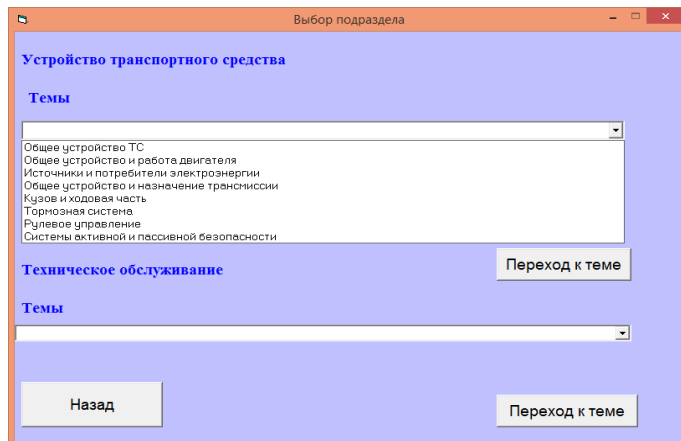 Выбор подраздела
Устройство транспортного средства
Темы
Общее устройство ТС
Общее устройство и работа двигателя
Источники и потребители электроэнергии
Общее устройство и назначение трансмиссии
Кузов и ходовая часть
Тормозная система
Рулевое управление
Системы активной и пассивной безопасности
Переход к теме
Техническое обслуживание
Темы
Назад
Переход к теме